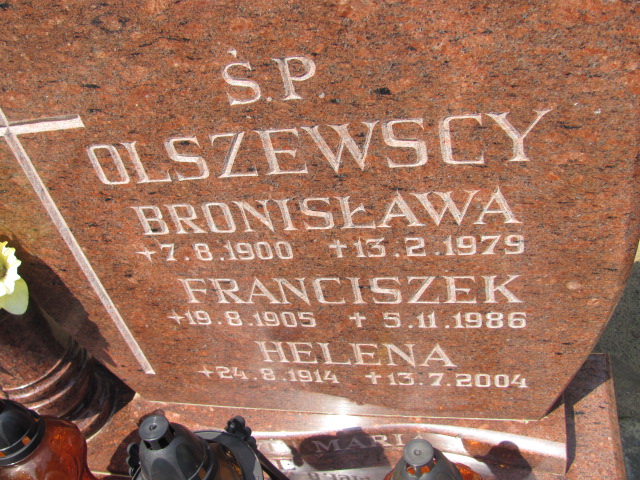 Ś.P.
OLSZEWSCY
BRONISŁAWA
*7.8.1900 †13.2.1979
FRANCISZEK
*19.8.1905 †5.11.1986
HELENA
*24.8.1914 †13.7.2004